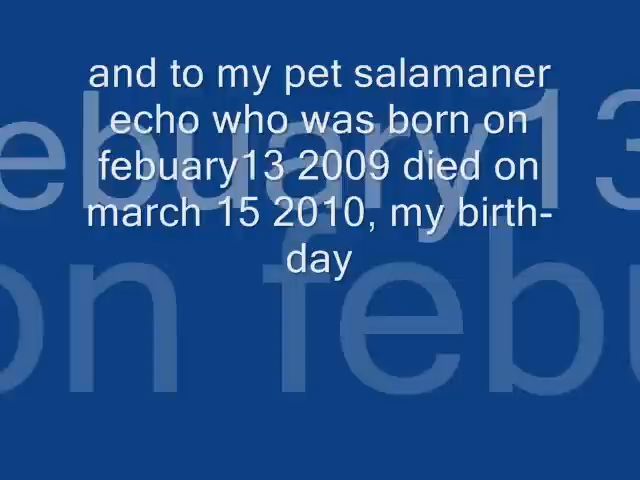 and to my pet salamaner
echo who was born on
febuary13 2009 died on
march 15 2010, my birth-
day
ebuary13
on febu